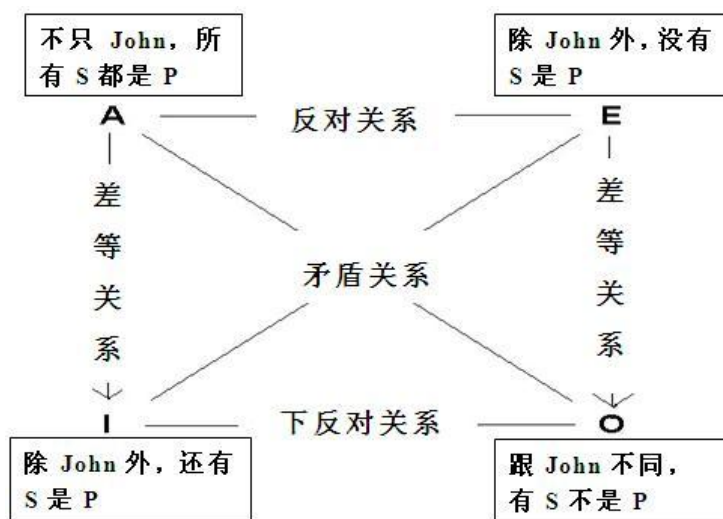 不只 John，所
有 S 都是 P
除 John 外，没有
S 是 P
A
反对关系
E
差等关系
差等关系
矛盾关系
I
下反对关系
O
除 John 外，还有
S 是 P
跟 John 不同，
有 S 不是 P